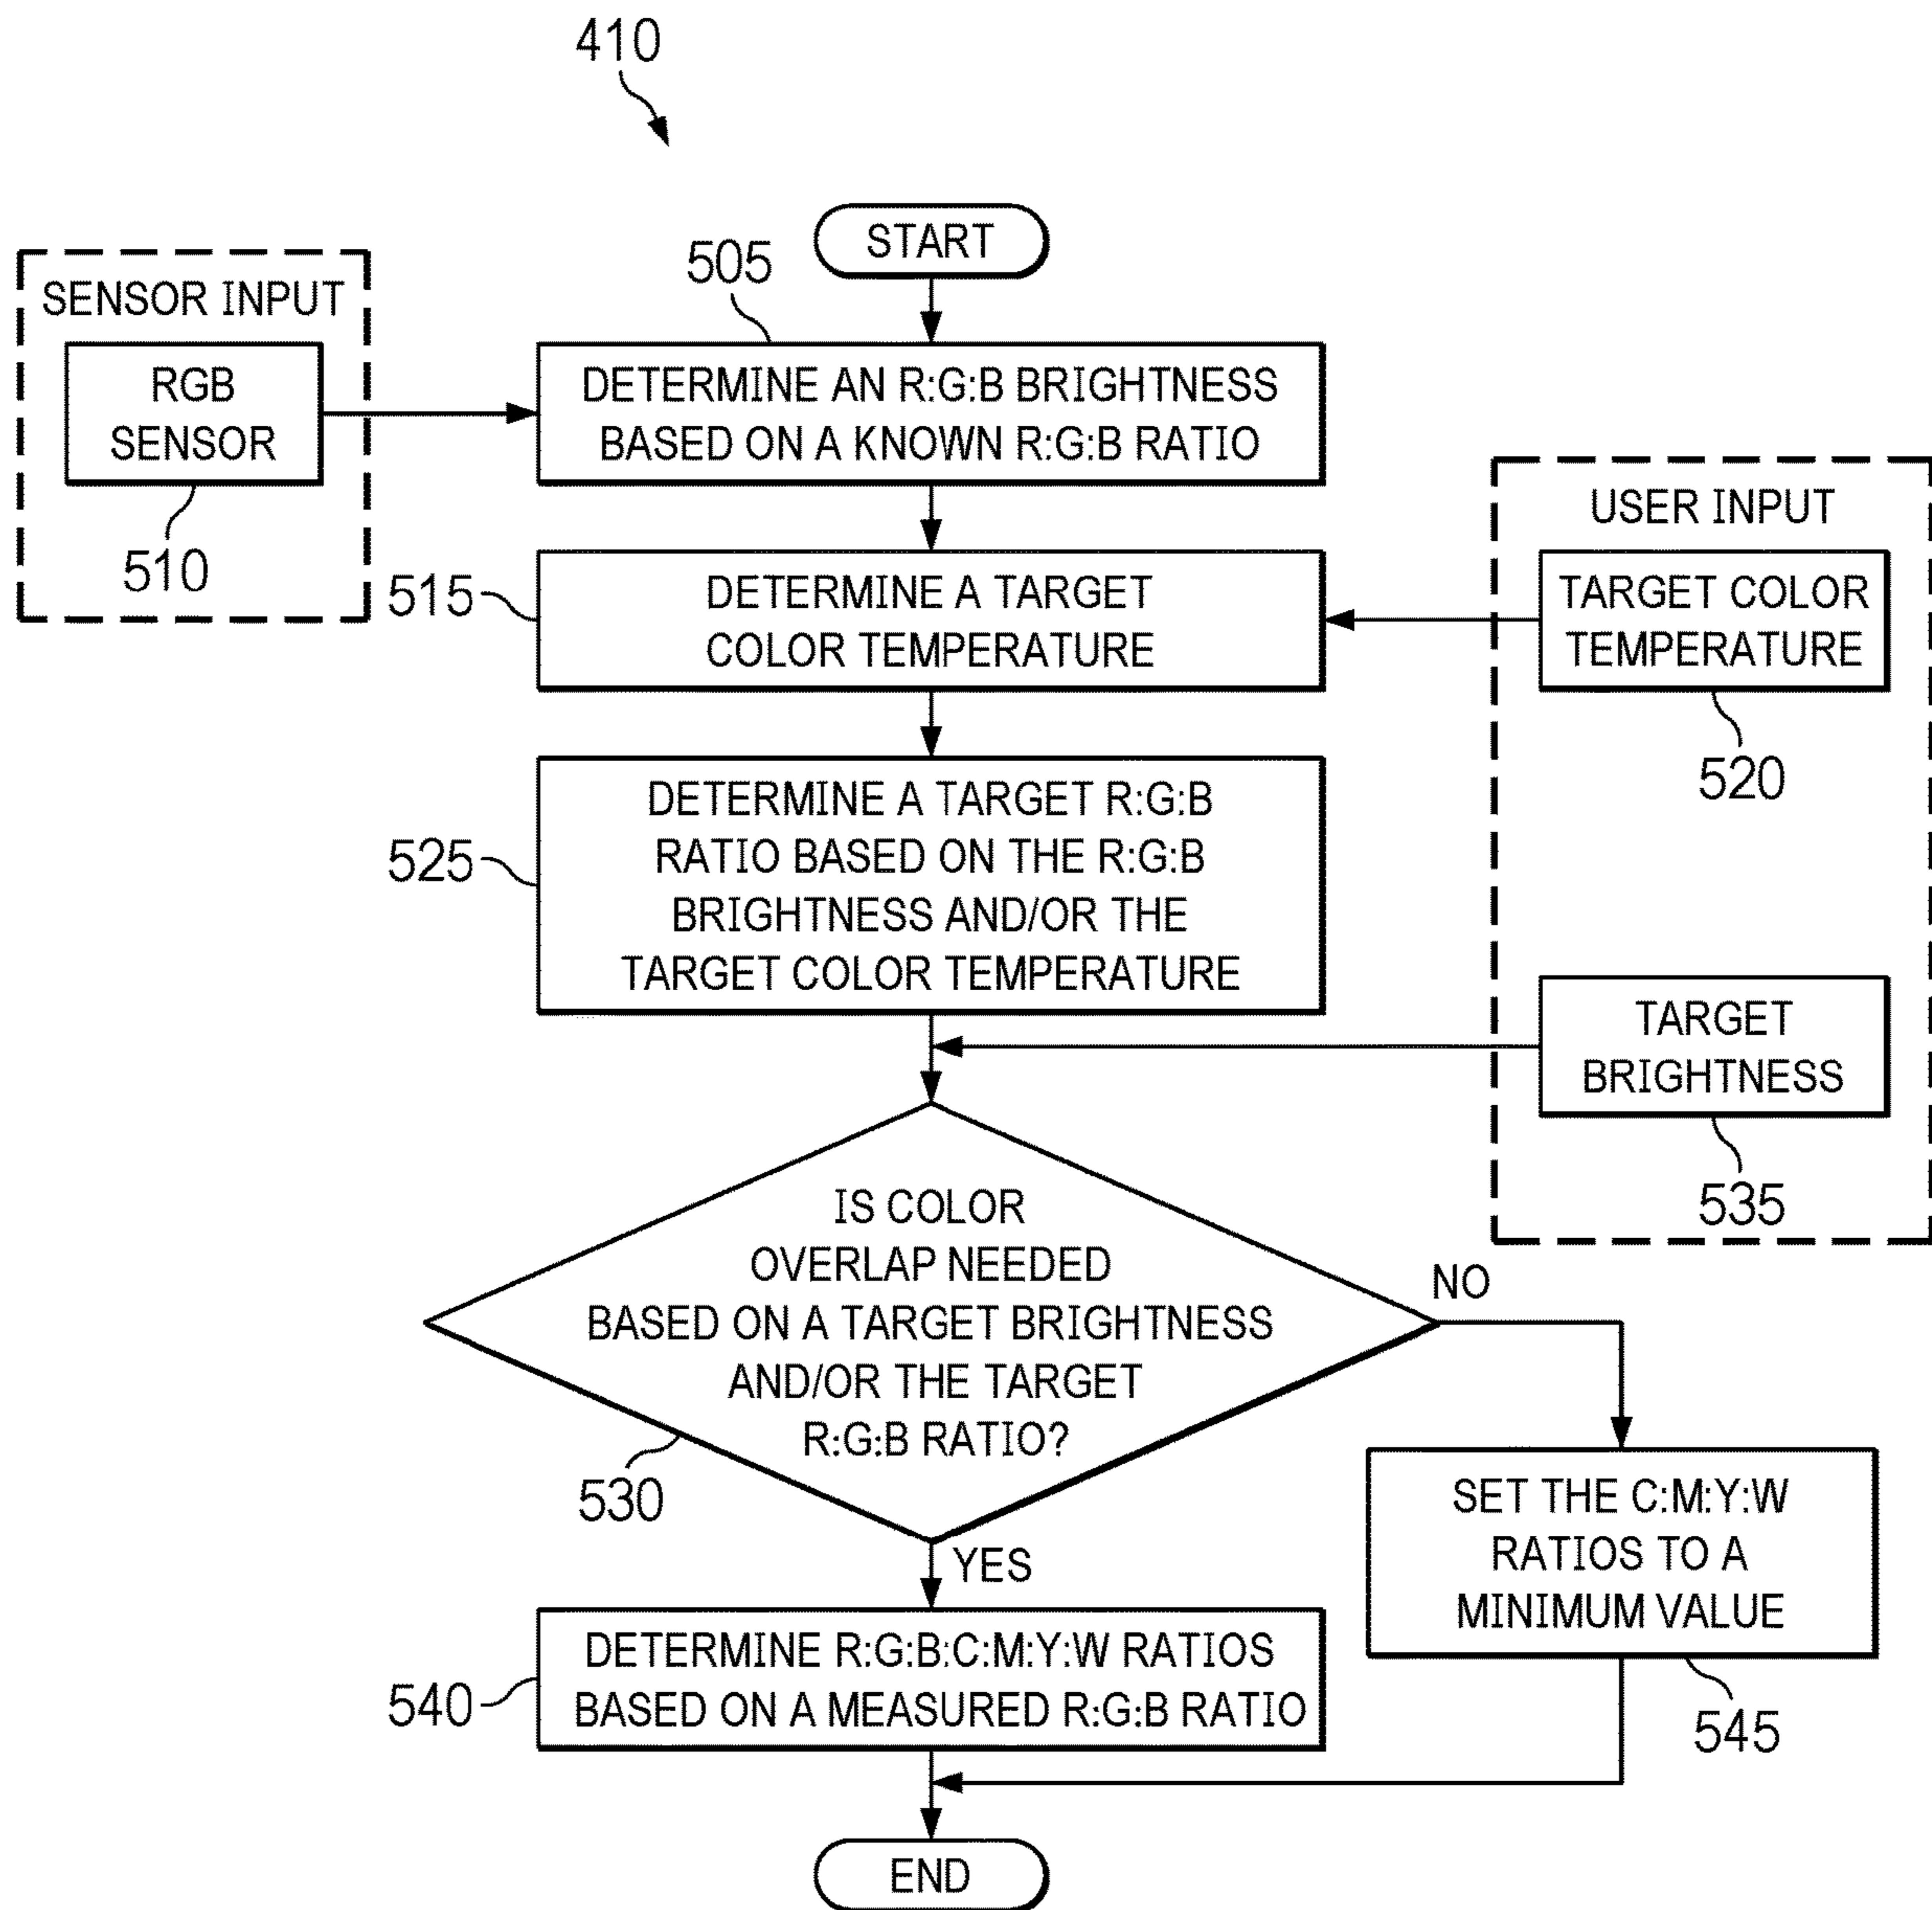 410
START
505
SENSOR INPUT
RGB
SENSOR
510
DETERMINE AN R:G:B BRIGHTNESS
BASED ON A KNOWN R:G:B RATIO
USER INPUT
515
DETERMINE A TARGET
COLOR TEMPERATURE
TARGET COLOR
TEMPERATURE
520
525
DETERMINE A TARGET R:G:B
RATIO BASED ON THE R:G:B
BRIGHTNESS AND/OR THE
TARGET COLOR TEMPERATURE
TARGET
BRIGHTNESS
535
IS COLOR
OVERLAP NEEDED
BASED ON A TARGET BRIGHTNESS
AND/OR THE TARGET
R:G:B RATIO?
530
NO
YES
SET THE C:M:Y:W
RATIOS TO A
MINIMUM VALUE
545
540
DETERMINE R:G:B:C:M:Y:W RATIOS
BASED ON A MEASURED R:G:B RATIO
END